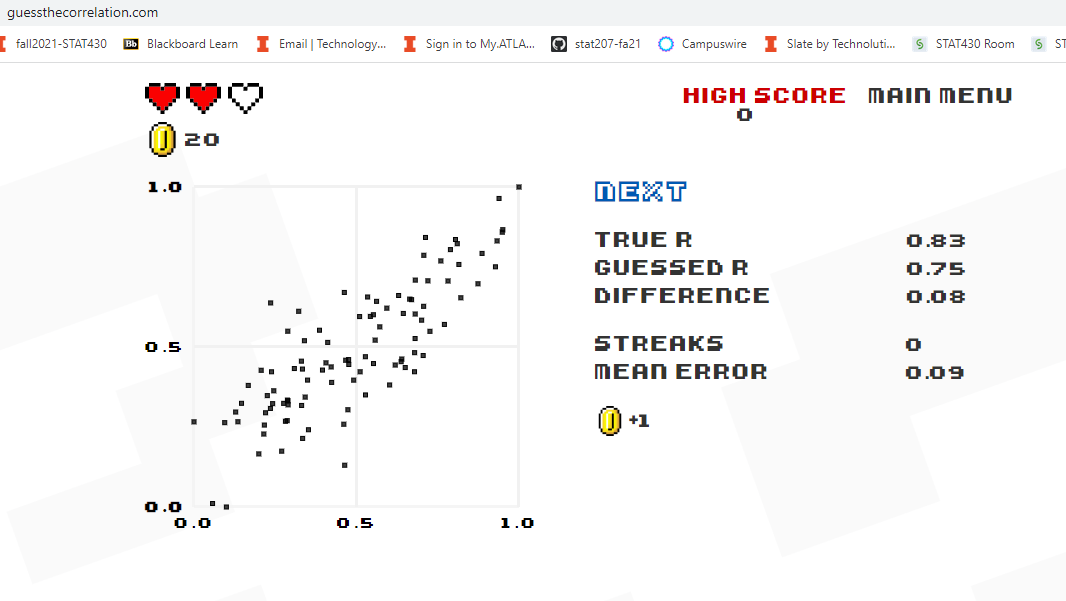 guessthecorrelation.com
fall2021-STAT430 Bb Blackboard Learn Email | Technology... Sign in to My.ATLA... stat207-fa21 Campuswire Slate by Technoluti... STAT430 Room ST
HIGH SCORE MAIN MENU
0
20
1.0
NEXT
TRUE R 0.83
GUESSED R 0.75
DIFFERENCE 0.08
0.5
STREAKS 0
MEAN ERROR 0.09
+1
0.0
0.0 0.5 1.0